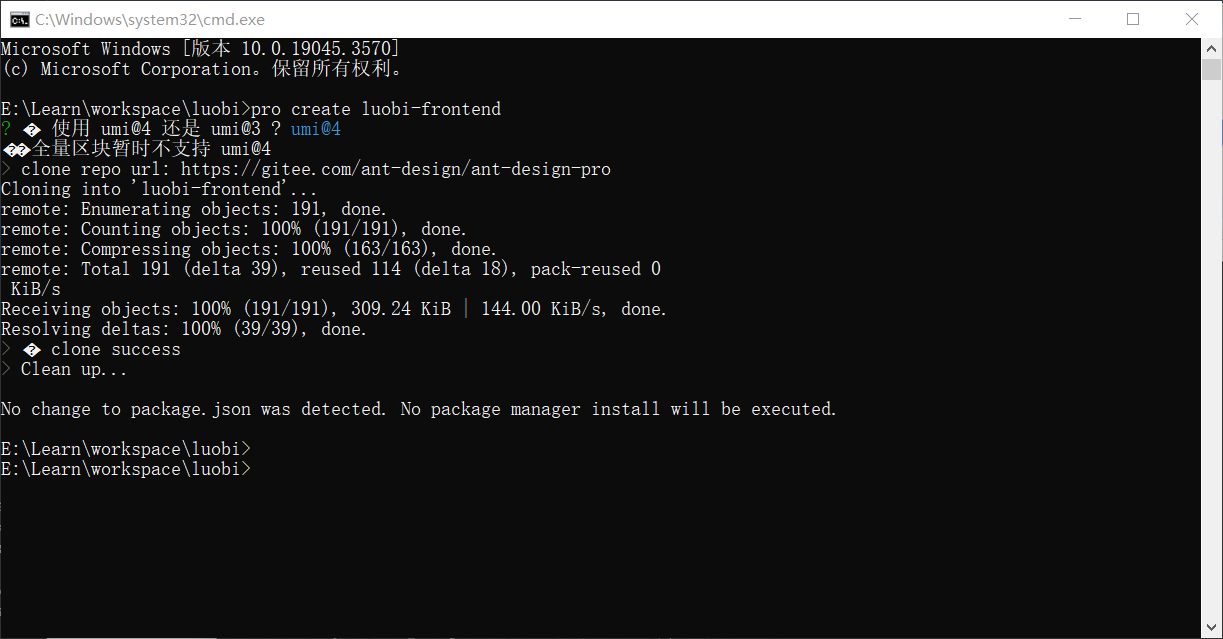 C:\Windows\system32\cmd.exe
Microsoft Windows [版本 10.0.19045.3570]
(c) Microsoft Corporation。保留所有权利。
E:\Learn\workspace\luobi>pro create luobi-frontend
? � 使用 umi@4 还是 umi@3 ? umi@4
��全量区块暂时不支持 umi@4
> clone repo url: https://gitee.com/ant-design/ant-design-pro
Cloning into 'luobi-frontend'...
remote: Enumerating objects: 191, done.
remote: Counting objects: 100% (191/191), done.
remote: Compressing objects: 100% (163/163), done.
remote: Total 191 (delta 39), reused 114 (delta 18), pack-reused 0
KiB/s
Receiving objects: 100% (191/191), 309.24 KiB | 144.00 KiB/s, done.
Resolving deltas: 100% (39/39), done.
> � clone success
> Clean up...
No change to package.json was detected. No package manager install will be executed.
E:\Learn\workspace\luobi>
E:\Learn\workspace\luobi>